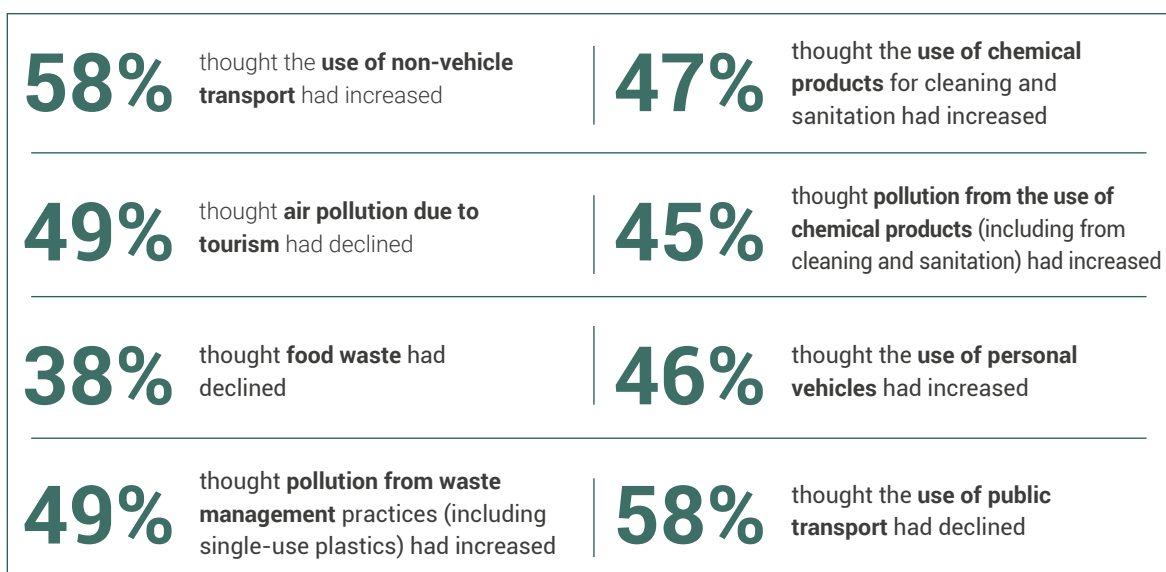 58%
thought the use of non-vehicle
transport had increased
47%
thought the use of chemical
products for cleaning and
sanitation had increased
49%
thought air pollution due to
tourism had declined
45%
thought pollution from the use of
chemical products (including from
cleaning and sanitation) had increased
38%
thought food waste had
declined
46%
thought the use of personal
vehicles had increased
49%
thought pollution from waste
management practices (including
single-use plastics) had increased
58%
thought the use of public
transport had declined